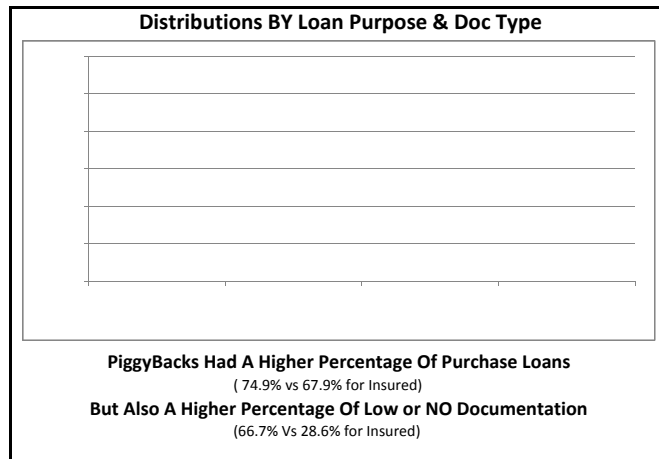 Distributions BY Loan Purpose & Doc Type
PiggyBacks Had A Higher Percentage Of Purchase Loans
( 74.9% vs 67.9% for Insured)
But Also A Higher Percentage Of Low or NO Documentation
(66.7% Vs 28.6% for Insured)